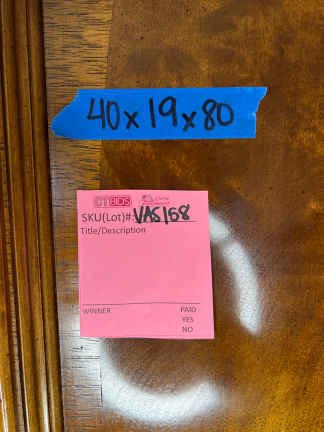 40x19x80
CTBIDS
SKU(Lot)#: VAS168
Title/Description
WINNER PAID
YES
NO